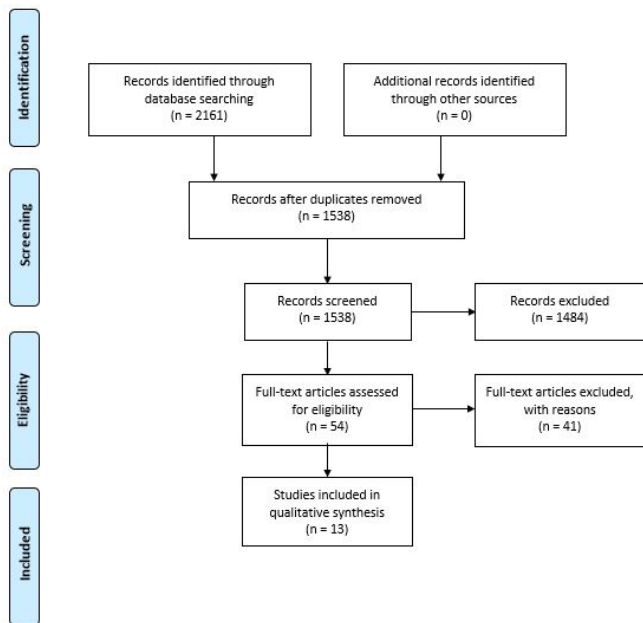 Identification
Records identified through
database searching
(n = 2161)
Additional records identified
through other sources
(n = 0)
Screening
Records after duplicates removed
(n = 1538)
Records screened
(n = 1538)
Records excluded
(n = 1484)
Eligibility
Full-text articles assessed
for eligibility
(n = 54)
Full-text articles excluded,
with reasons
(n = 41)
Included
Studies included in
qualitative synthesis
(n = 13)